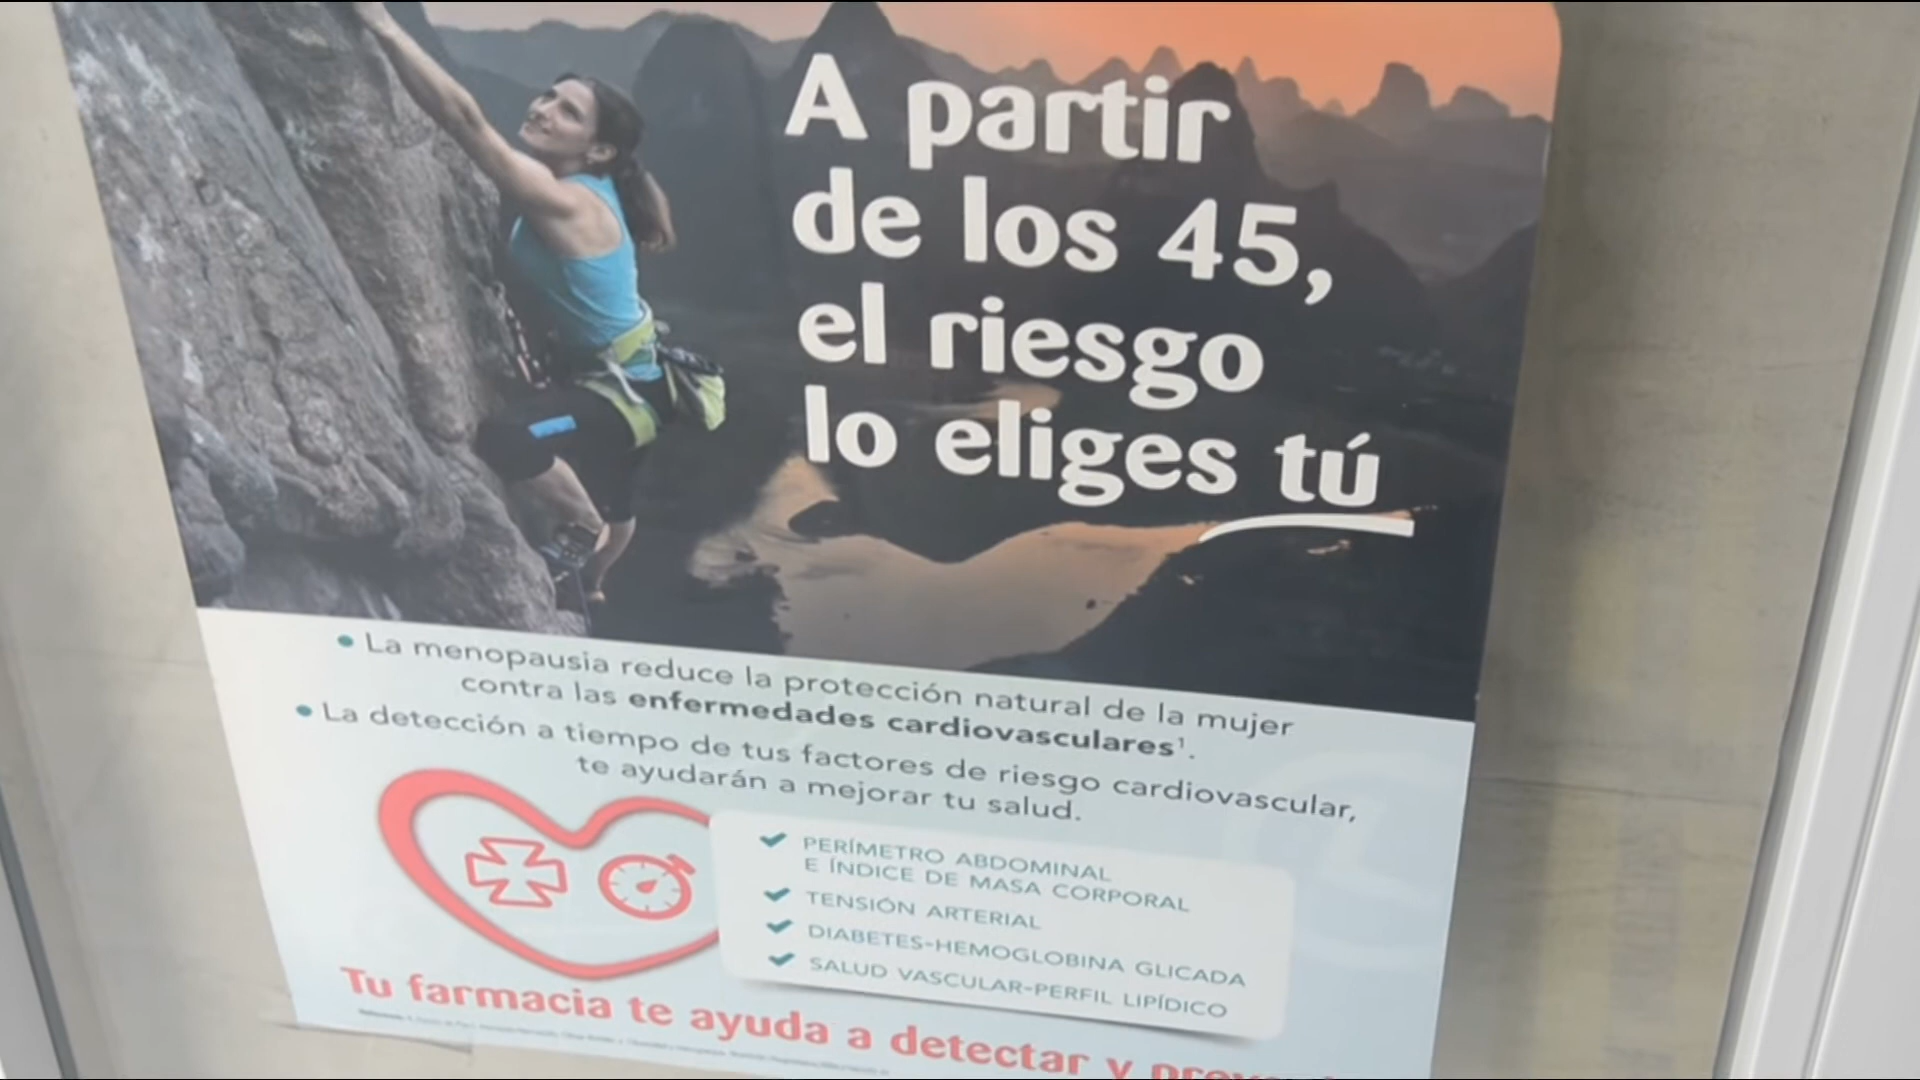 A partir
de los 45,
el riesgo
lo eliges tú
• La menopausia reduce la protección natural de la mujer
contra las enfermedades cardiovasculares¹.
• La detección a tiempo de tus factores de riesgo cardiovascular,
te ayudarán a mejorar tu salud.
✓ PERÍMETRO ABDOMINAL
E ÍNDICE DE MASA CORPORAL
✓ TENSIÓN ARTERIAL
✓ DIABETES-HEMOGLOBINA GLICADA
✓ SALUD VASCULAR-PERFIL LIPÍDICO
Tu farmacia te ayuda a detectar y